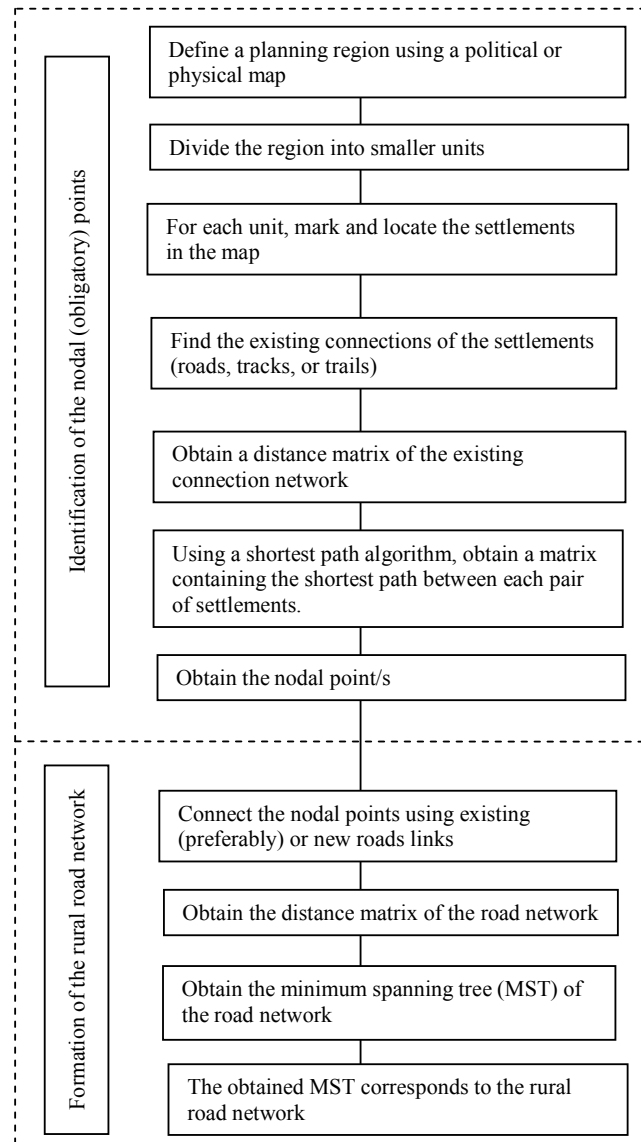 Identification of the nodal (obligatory) points
Define a planning region using a political or
physical map
Divide the region into smaller units
For each unit, mark and locate the settlements
in the map
Find the existing connections of the settlements
(roads, tracks, or trails)
Obtain a distance matrix of the existing
connection network
Using a shortest path algorithm, obtain a matrix
containing the shortest path between each pair
of settlements.
Obtain the nodal point/s
Formation of the rural road network
Connect the nodal points using existing
(preferably) or new roads links
Obtain the distance matrix of the road network
Obtain the minimum spanning tree (MST) of
the road network
The obtained MST corresponds to the rural
road network